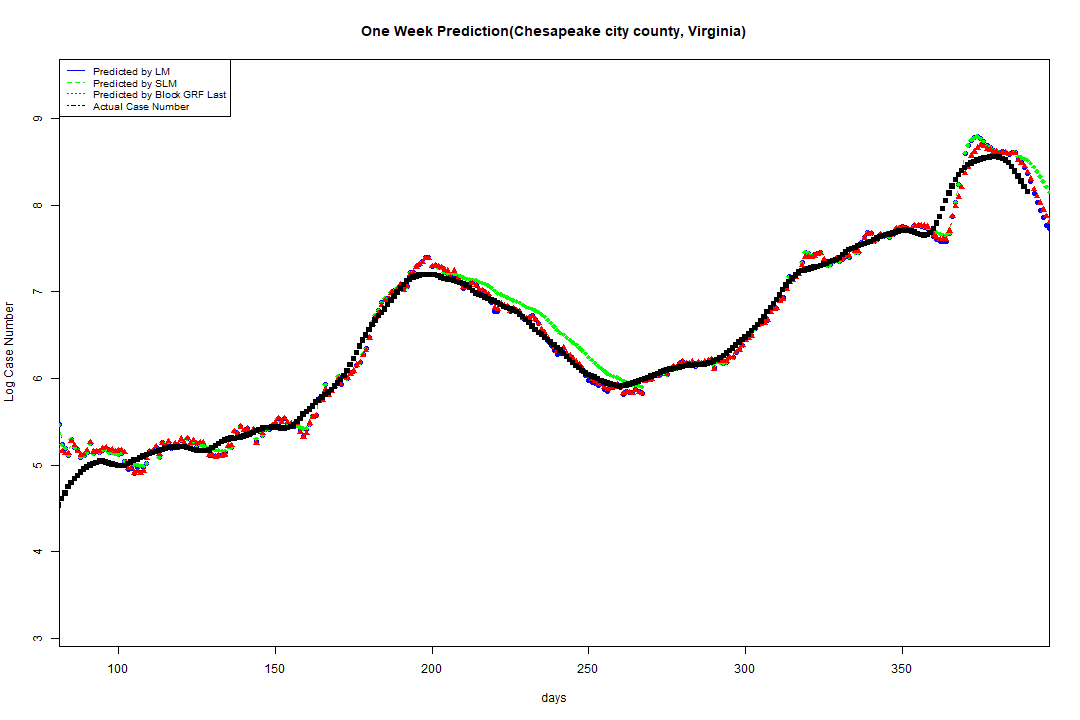 One Week Prediction(Chesapeake city county, Virginia)
Predicted by LM
Predicted by SLM
Predicted by Block GRF Last
Actual Case Number
9
8
7
6
5
4
3
Log Case Number
100 150 200 250 300 350
days